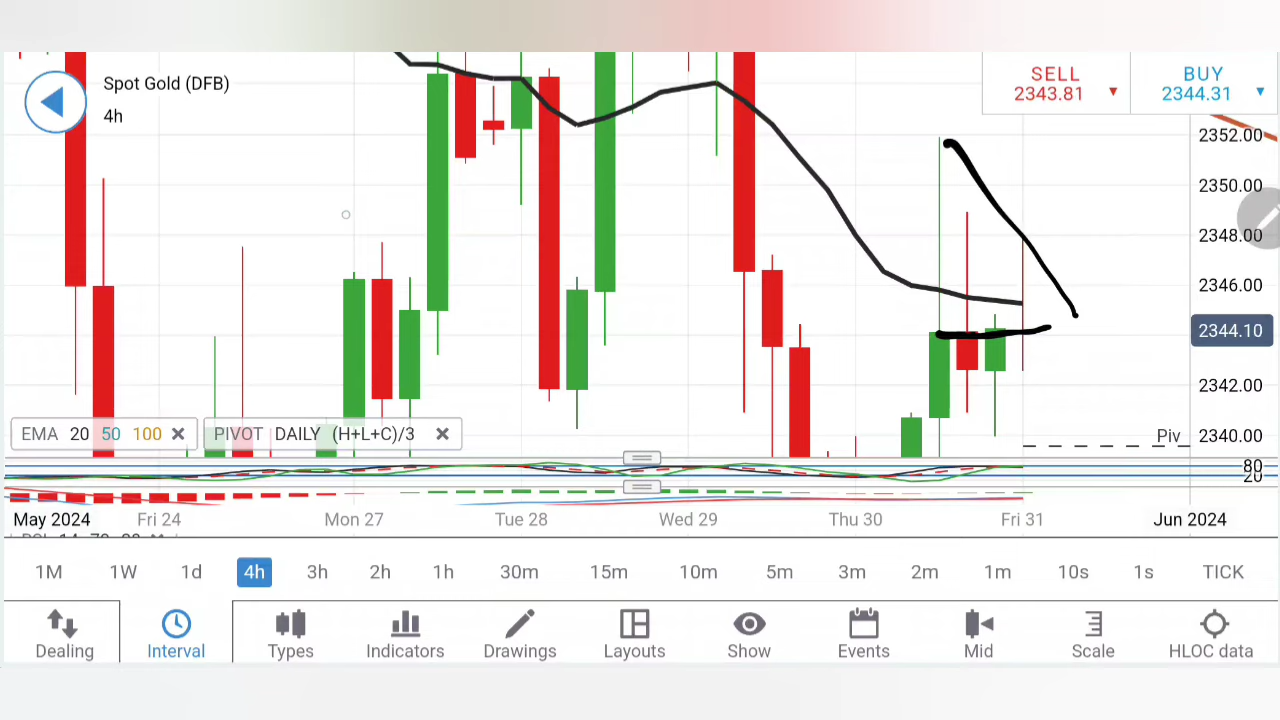 Spot Gold (DFB)
4h
SELL
2343.81
BUY
2344.31
2352.00
2350.00
2348.00
2346.00
2344.10
2342.00
2340.00
Piv
EMA 20 50 100
PIVOT DAILY (H+L+C)/3
80
20
May 2024 Fri 24 Mon 27 Tue 28 Wed 29 Thu 30 Fri 31 Jun 2024
1M 1W 1d 4h 3h 2h 1h 30m 15m 10m 5m 3m 2m 1m 10s 1s TICK
Dealing Interval Types Indicators Drawings Layouts Show Events Mid Scale HLOC data